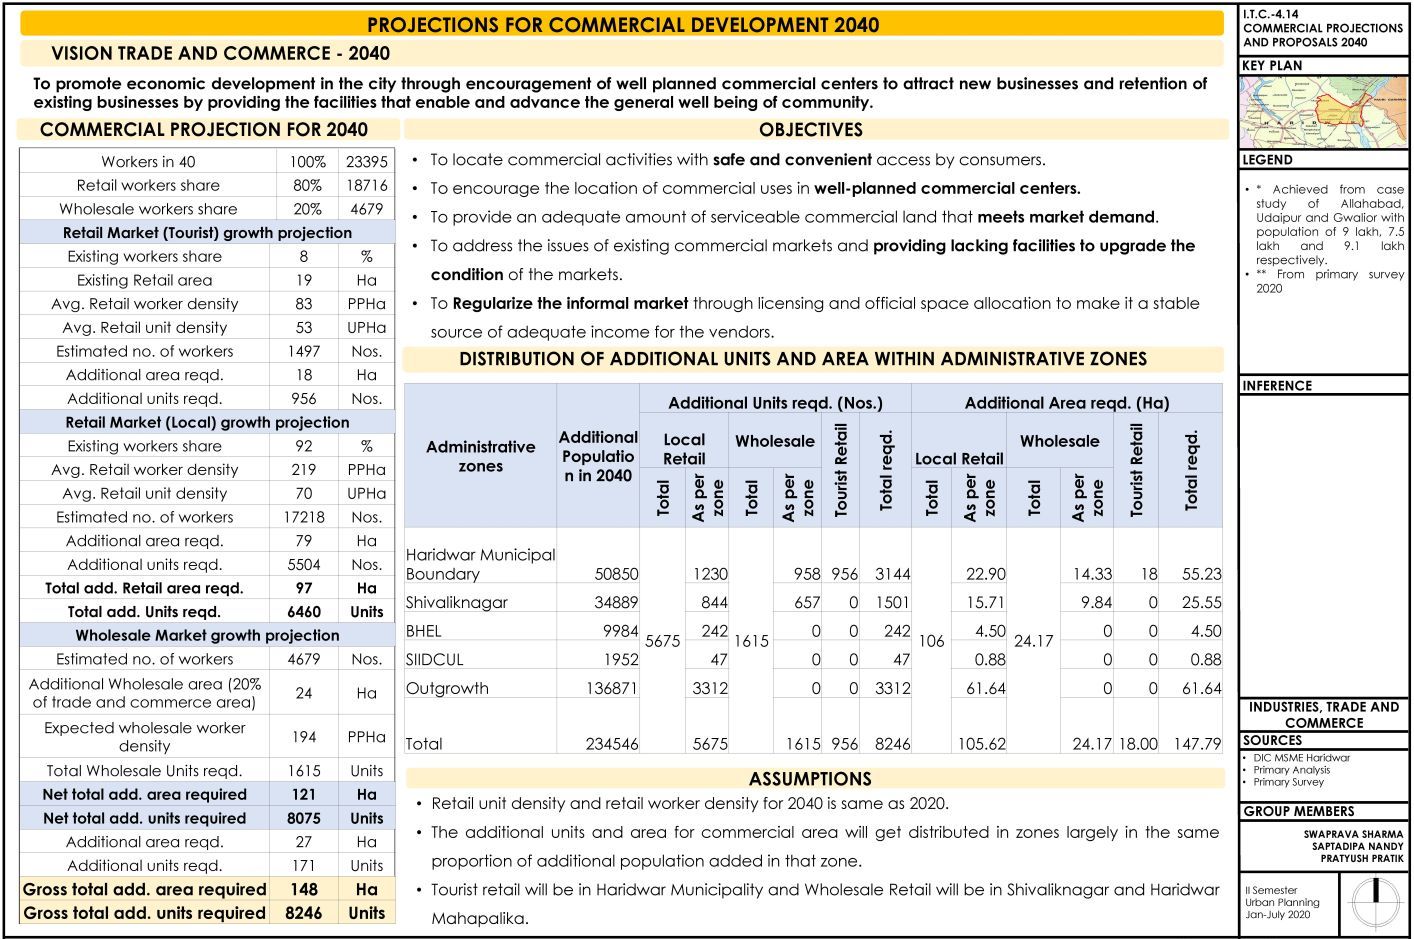 PROJECTIONS FOR COMMERCIAL DEVELOPMENT 2040
VISION TRADE AND COMMERCE - 2040
To promote economic development in the city through encouragement of well planned commercial centers to attract new businesses and retention of
existing businesses by providing the facilities that enable and advance the general well being of community.
COMMERCIAL PROJECTION FOR 2040
Workers in 40 100% 23395
Retail workers share 80% 18716
Wholesale workers share 20% 4679
Retail Market (Tourist) growth projection
Existing workers share 8 %
Existing Retail area 19 Ha
Avg. Retail worker density 83 PPHa
Avg. Retail unit density 53 UPHa
Estimated no. of workers 1497 Nos.
Additional area reqd. 18 Ha
Additional units reqd. 956 Nos.
Retail Market (Local) growth projection
Existing workers share 92 %
Avg. Retail worker density 219 PPHa
Avg. Retail unit density 70 UPHa
Estimated no. of workers 17218 Nos.
Additional area reqd. 79 Ha
Additional units reqd. 5504 Nos.
Total add. Retail area reqd. 97 Ha
Total add. Units reqd. 6460 Units
Wholesale Market growth projection
Estimated no. of workers 4679 Nos.
Additional Wholesale area (20%
of trade and commerce area) 24 Ha
Expected wholesale worker
density 194 PPHa
Total Wholesale Units reqd. 1615 Units
Net total add. area required 121 Ha
Net total add. units required 8075 Units
Additional area reqd. 27 Ha
Additional units reqd. 171 Units
Gross total add. area required 148 Ha
Gross total add. units required 8246 Units
OBJECTIVES
• To locate commercial activities with safe and convenient access by consumers.
• To encourage the location of commercial uses in well-planned commercial centers.
• To provide an adequate amount of serviceable commercial land that meets market demand.
• To address the issues of existing commercial markets and providing lacking facilities to upgrade the
condition of the markets.
• To Regularize the informal market through licensing and official space allocation to make it a stable
source of adequate income for the vendors.
DISTRIBUTION OF ADDITIONAL UNITS AND AREA WITHIN ADMINISTRATIVE ZONES
Administrative
zones
Additional
Populatio
n in 2040
Additional Units reqd. (Nos.)
Local
Retail
Total
As per
zone
Wholesale
Total
As per
zone
Tourist Retail
Total reqd.
Additional Area reqd. (Ha)
Local Retail
Total
As per
zone
Wholesale
Total
As per
zone
Tourist Retail
Total reqd.
Haridwar Municipal
Boundary 50850 1230 958 956 3144 22.90 14.33 18 55.23
Shivaliknagar 34889 844 657 0 1501 15.71 9.84 0 25.55
BHEL 9984 242 0 0 242 4.50 0 0 4.50
5675 1615 106 24.17
SIIDCUL 1952 47 0 0 47 0.88 0 0 0.88
Outgrowth 136871 3312 0 0 3312 61.64 0 0 61.64
Total 234546 5675 1615 956 8246 105.62 24.17 18.00 147.79
ASSUMPTIONS
• Retail unit density and retail worker density for 2040 is same as 2020.
• The additional units and area for commercial area will get distributed in zones largely in the same
proportion of additional population added in that zone.
• Tourist retail will be in Haridwar Municipality and Wholesale Retail will be in Shivaliknagar and Haridwar
Mahapalika.
I.T.C.-4.14
COMMERCIAL PROJECTIONS
AND PROPOSALS 2040
KEY PLAN
LEGEND
• * Achieved from case
study of Allahabad,
Udaipur and Gwalior with
population of 9 lakh, 7.5
lakh and 9.1 lakh
respectively.
• ** From primary survey
2020
INFERENCE
INDUSTRIES, TRADE AND
COMMERCE
SOURCES
• DIC MSME Haridwar
• Primary Analysis
• Primary Survey
GROUP MEMBERS
SWAPRAVA SHARMA
SAPTADIPA NANDY
PRATYUSH PRATIK
II Semester
Urban Planning
Jan-July 2020